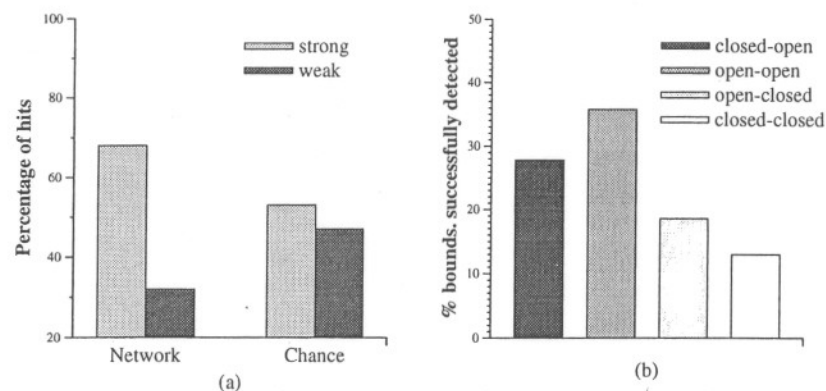 Percentage of hits
100
80
60
40
20
strong
weak
Network
Chance
(a)
% bounds. successfully detected
50
40
30
20
10
0
closed-open
open-open
open-closed
closed-closed
(b)